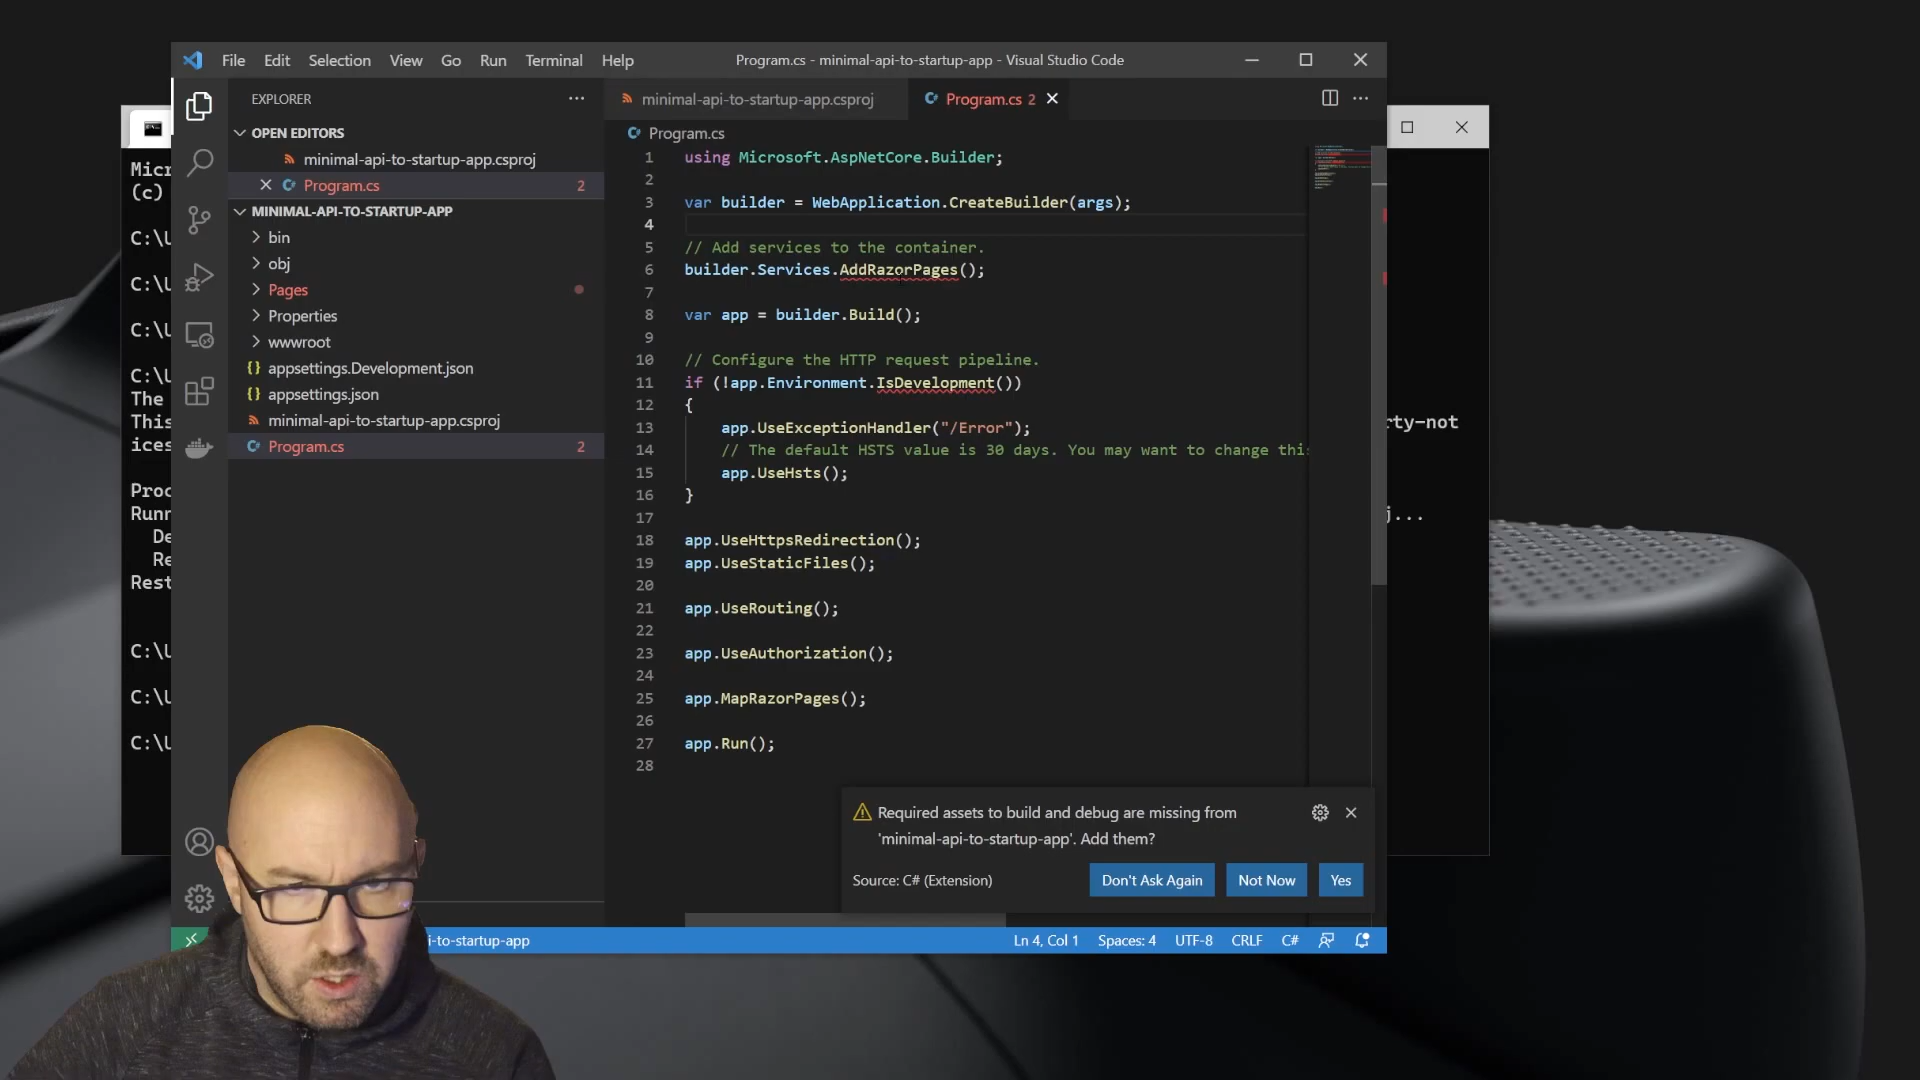 File Edit Selection View Go Run Terminal Help
Program.cs - minimal-api-to-startup-app - Visual Studio Code
EXPLORER
OPEN EDITORS
minimal-api-to-startup-app.csproj
Program.cs 2
MINIMAL-API-TO-STARTUP-APP
bin
obj
Pages
Properties
wwwroot
{} appsettings.Development.json
{} appsettings.json
minimal-api-to-startup-app.csproj
Program.cs 2
minimal-api-to-startup-app.csproj
Program.cs 2
Program.cs
1 using Microsoft.AspNetCore.Builder;
2
3 var builder = WebApplication.CreateBuilder(args);
4
5 // Add services to the container.
6 builder.Services.AddRazorPages();
7
8 var app = builder.Build();
9
10 // Configure the HTTP request pipeline.
11 if (!app.Environment.IsDevelopment())
12 {
13 app.UseExceptionHandler("/Error");
14 // The default HSTS value is 30 days. You may want to change this
15 app.UseHsts();
16 }
17
18 app.UseHttpsRedirection();
19 app.UseStaticFiles();
20
21 app.UseRouting();
22
23 app.UseAuthorization();
24
25 app.MapRazorPages();
26
27 app.Run();
28
Required assets to build and debug are missing from
'minimal-api-to-startup-app'. Add them?
Source: C# (Extension)
Don't Ask Again
Not Now
Yes
i-to-startup-app
Ln 4, Col 1 Spaces: 4 UTF-8 CRLF C#
Micr
(c)
C:\U
C:\U
C:\U
C:\U
The
This
ices
Proc
Runn
De
Re
Rest
C:\U
C:\U
C:\U
rty-not
j...